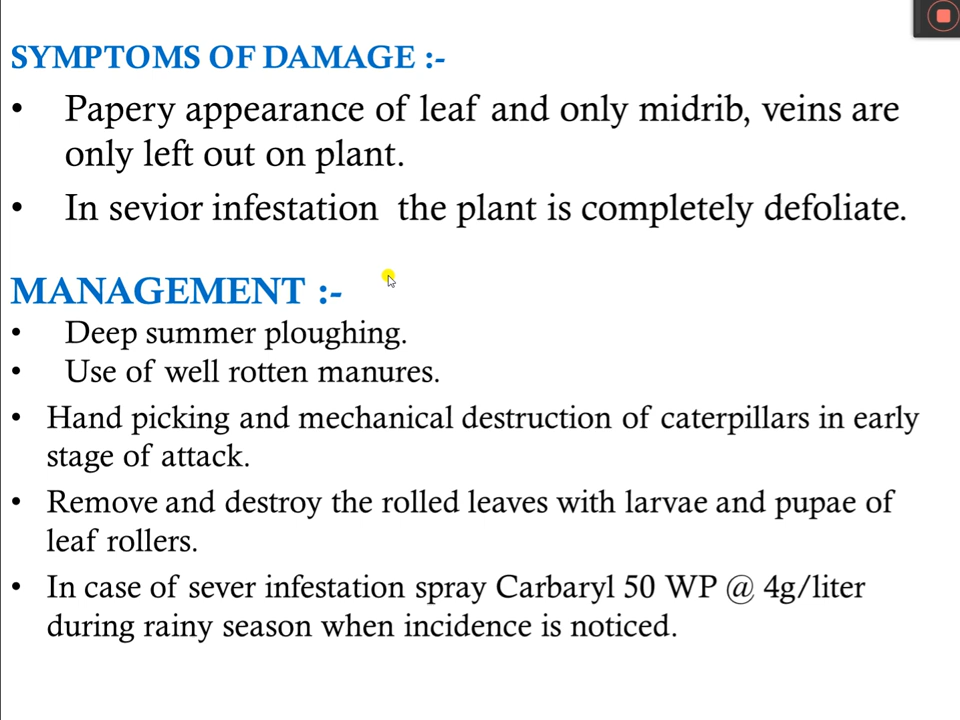 SYMPTOMS OF DAMAGE :-
• Papery appearance of leaf and only midrib, veins are
only left out on plant.
• In sevior infestation the plant is completely defoliate.
MANAGEMENT :-
• Deep summer ploughing.
• Use of well rotten manures.
• Hand picking and mechanical destruction of caterpillars in early
stage of attack.
• Remove and destroy the rolled leaves with larvae and pupae of
leaf rollers.
• In case of sever infestation spray Carbaryl 50 WP @ 4g/liter
during rainy season when incidence is noticed.